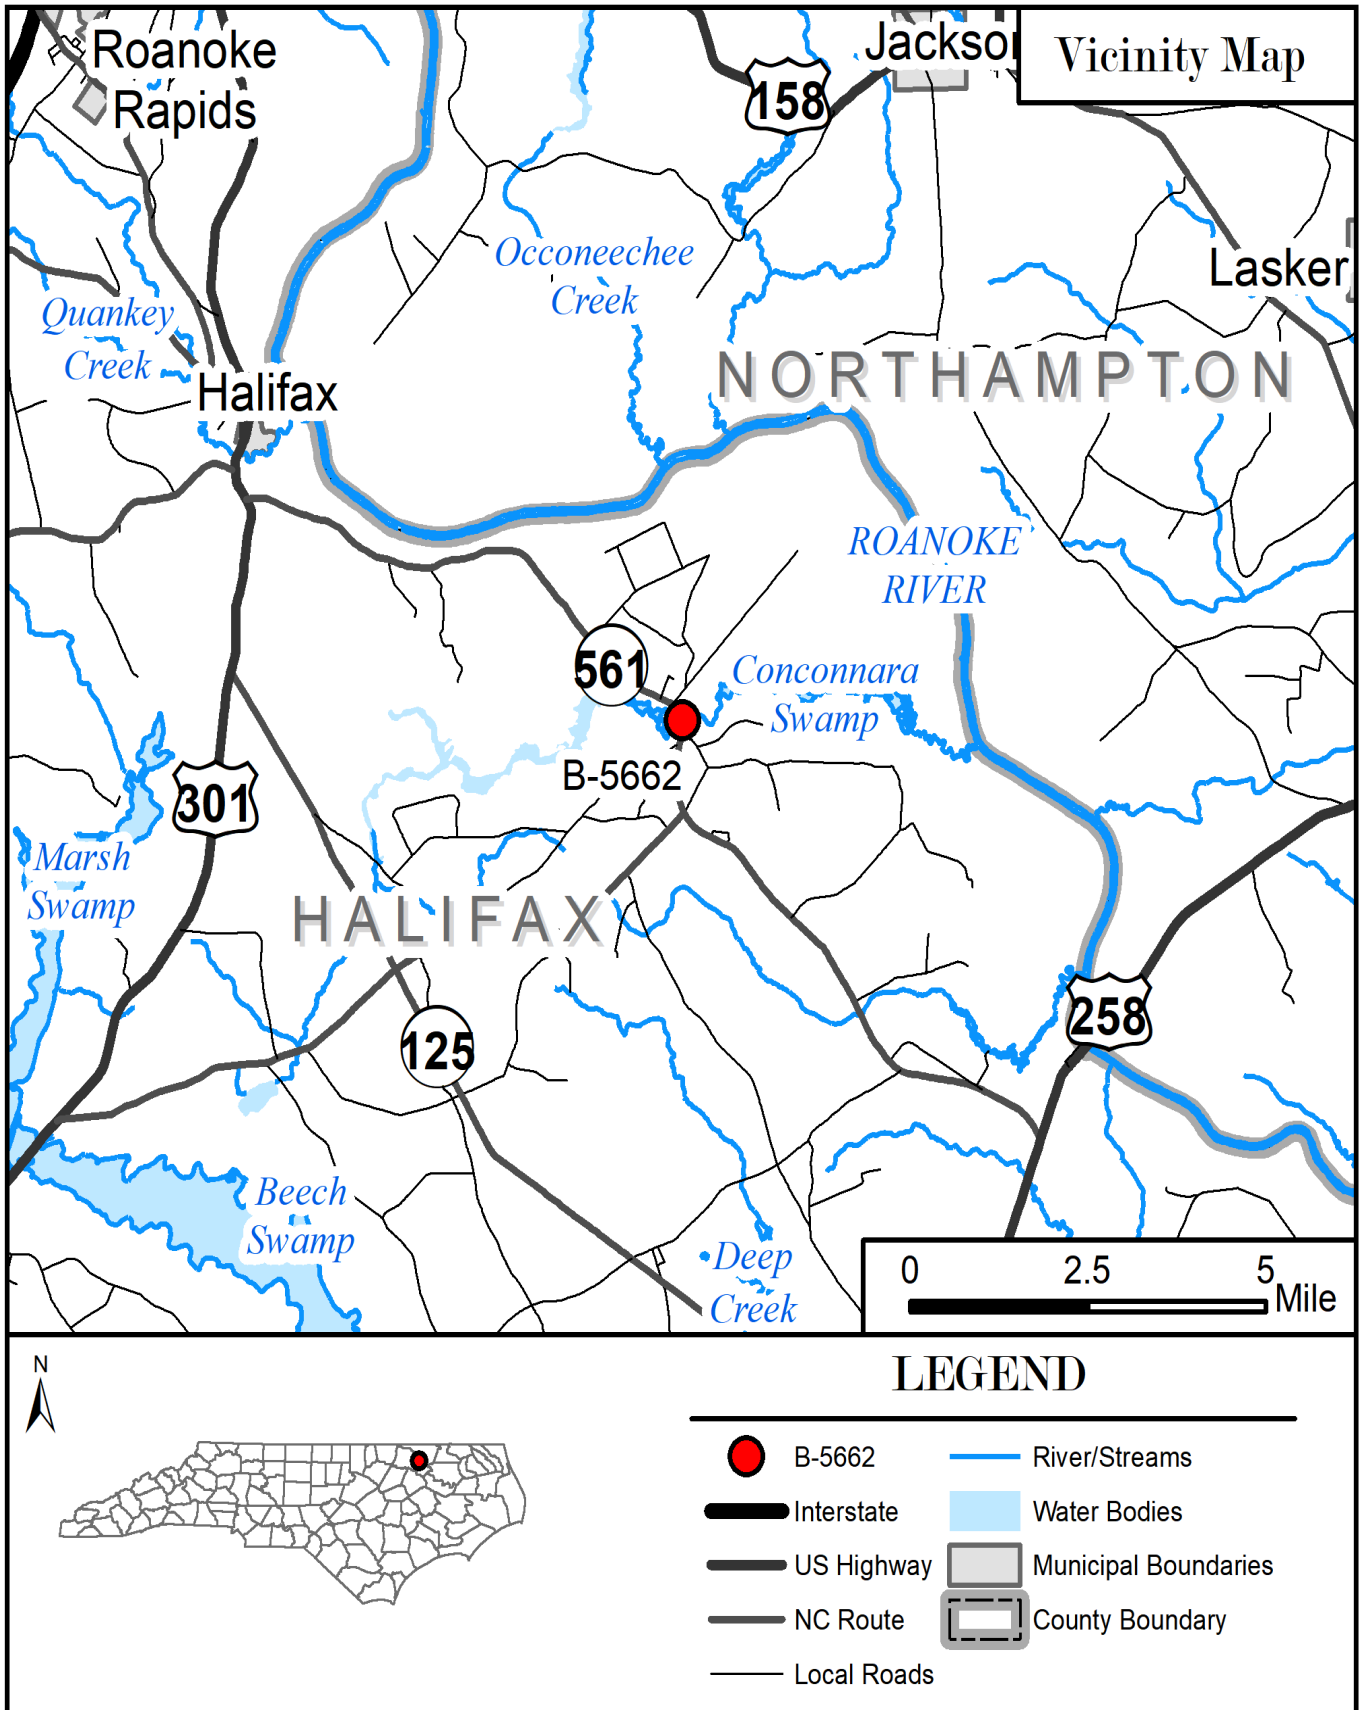 Vicinity Map
Roanoke
Rapids
Jackson
158
Occoneechee
Creek
Lasker
Quankey
Creek
NORTHAMPTON
Halifax
ROANOKE
RIVER
561
Conconnara
Swamp
B-5662
301
Marsh
Swamp
HALIFAX
258
125
Beech
Swamp
Deep
Creek
0 2.5 5
Mile
N
LEGEND
B-5662
River/Streams
Interstate
Water Bodies
US Highway
Municipal Boundaries
NC Route
County Boundary
Local Roads